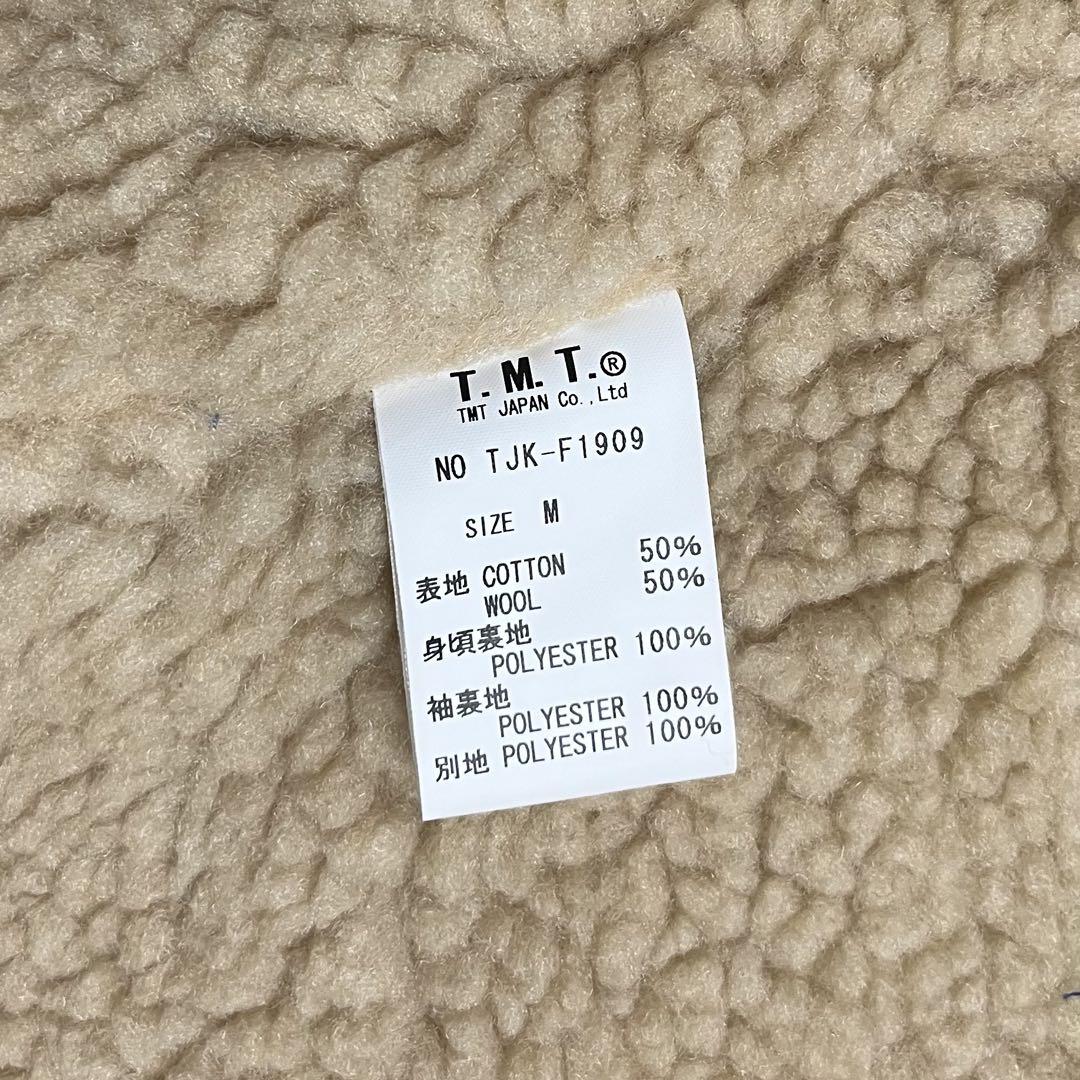 T.M.T.®
TMT JAPAN Co.,Ltd
NO TJK-F1909
SIZE M
表地 COTTON 50%
WOOL 50%
身頃裏地
POLYESTER 100%
袖裏地
POLYESTER 100%
別地 POLYESTER 100%